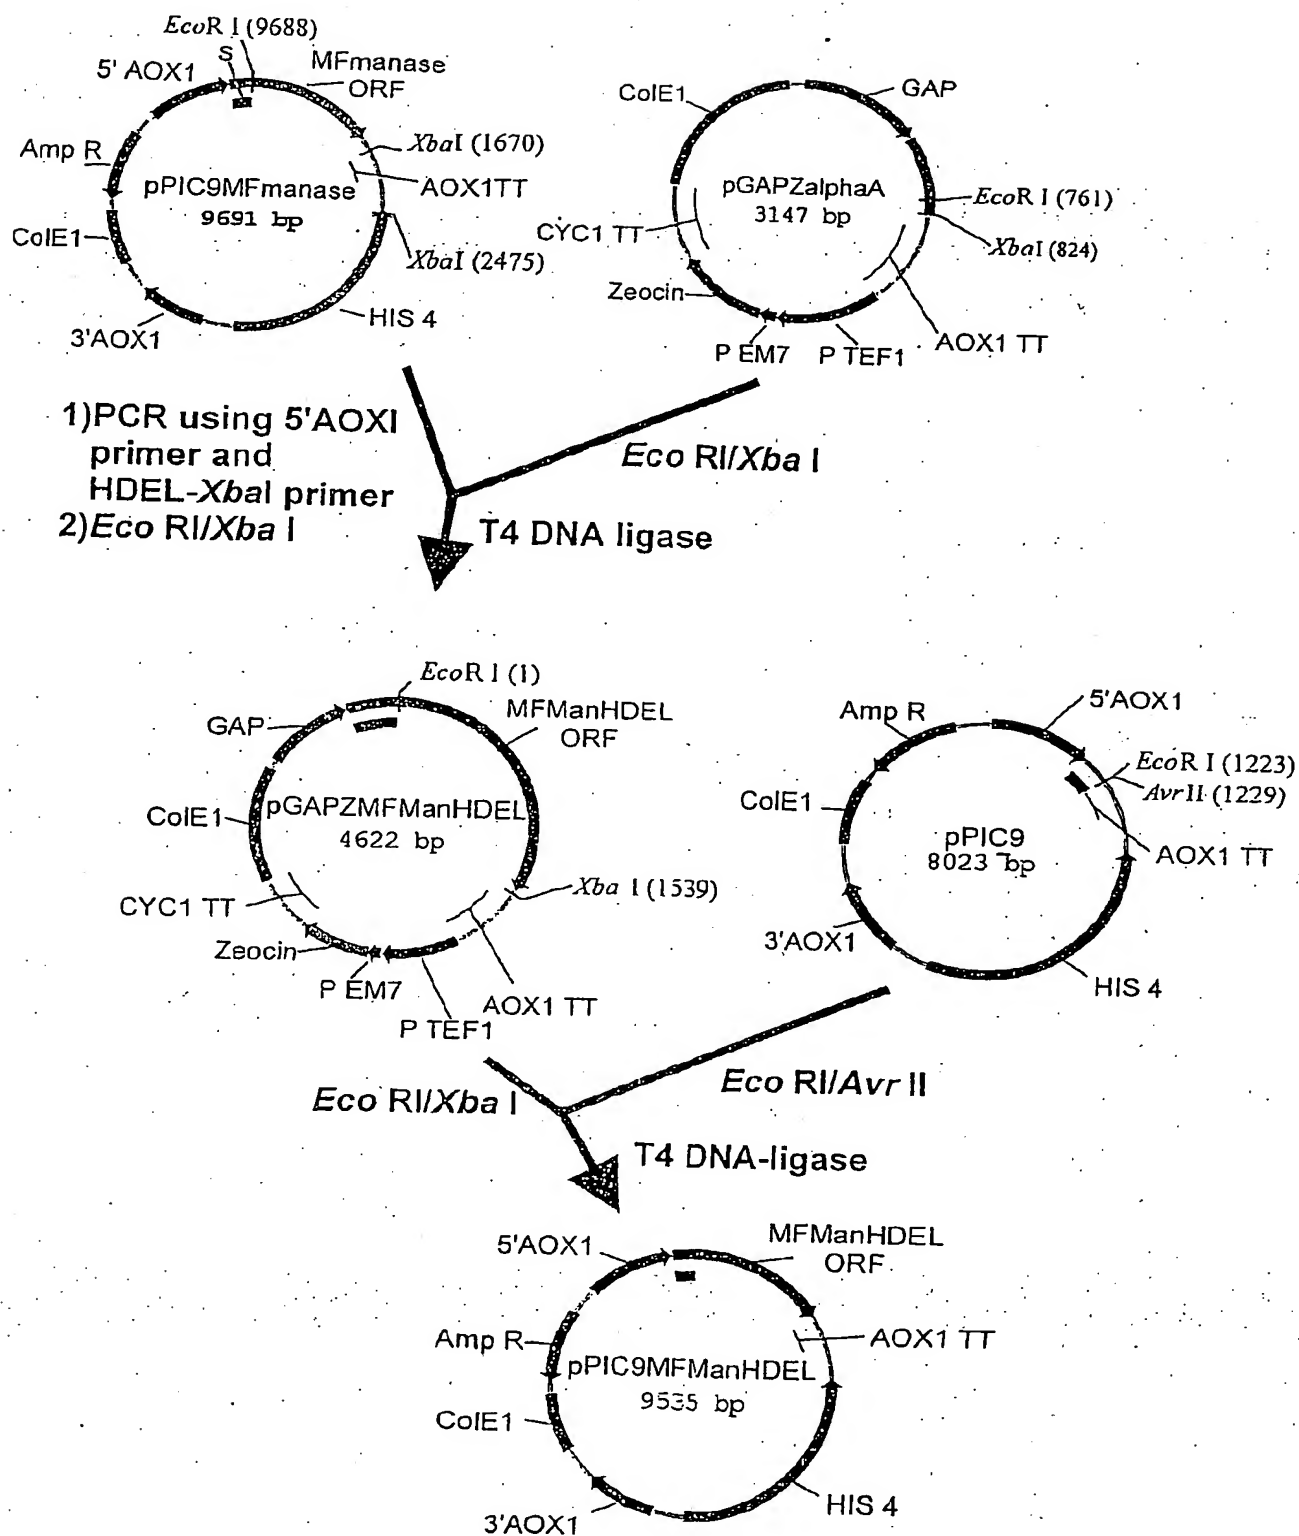 EcoR I (9688)
S
5' AOX1
MFmanase
ORF
Amp R
XbaI (1670)
AOX1TT
pPIC9MFmanase
9691 bp
ColE1
XbaI (2475)
HIS 4
3'AOX1
ColE1
GAP
pGAPZalphaA
3147 bp
EcoR I (761)
XbaI (824)
CYC1 TT
Zeocin
P EM7
P TEF1
AOX1 TT
1)PCR using 5'AOXI
primer and
HDEL-XbaI primer
2)Eco RI/Xba I
Eco RI/Xba I
T4 DNA ligase
EcoR I (1)
GAP
MFManHDEL
ORF
pGAPZMFManHDEL
4622 bp
ColE1
CYC1 TT
Xba I (1539)
Zeocin
P EM7
P TEF1
AOX1 TT
Amp R
5'AOX1
EcoR I (1223)
AvrII (1229)
ColE1
pPIC9
8023 bp
AOX1 TT
3'AOX1
HIS 4
Eco RI/Xba I
Eco RI/Avr II
T4 DNA-ligase
5'AOX1
MFManHDEL
ORF
Amp R
AOX1 TT
pPIC9MFManHDEL
9535 bp
ColE1
HIS 4
3'AOX1